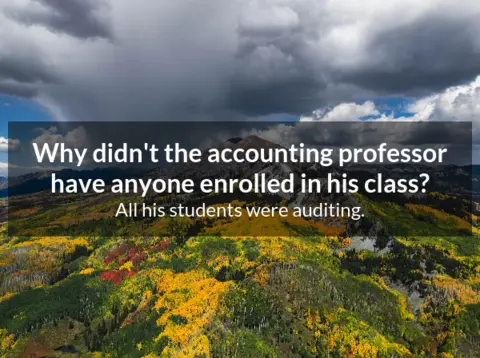 Why didn't the accounting professor
have anyone enrolled in his class?
All his students were auditing.